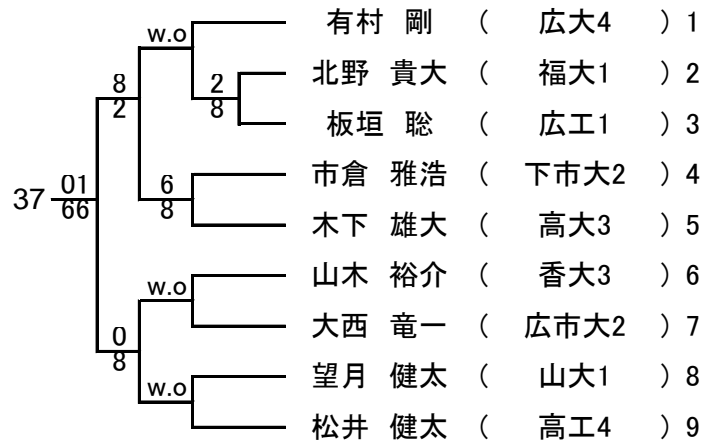 有村 剛 ( 広大4 ) 1
w.o
北野 貴大 ( 福大1 ) 2
8 2
2 8
板垣 聡 ( 広工1 ) 3
市倉 雅浩 ( 下市大2 ) 4
37 01 66
6 8
木下 雄大 ( 高大3 ) 5
山木 裕介 ( 香大3 ) 6
w.o
大西 竜一 ( 広市大2 ) 7
0 8
望月 健太 ( 山大1 ) 8
w.o
松井 健太 ( 高工4 ) 9